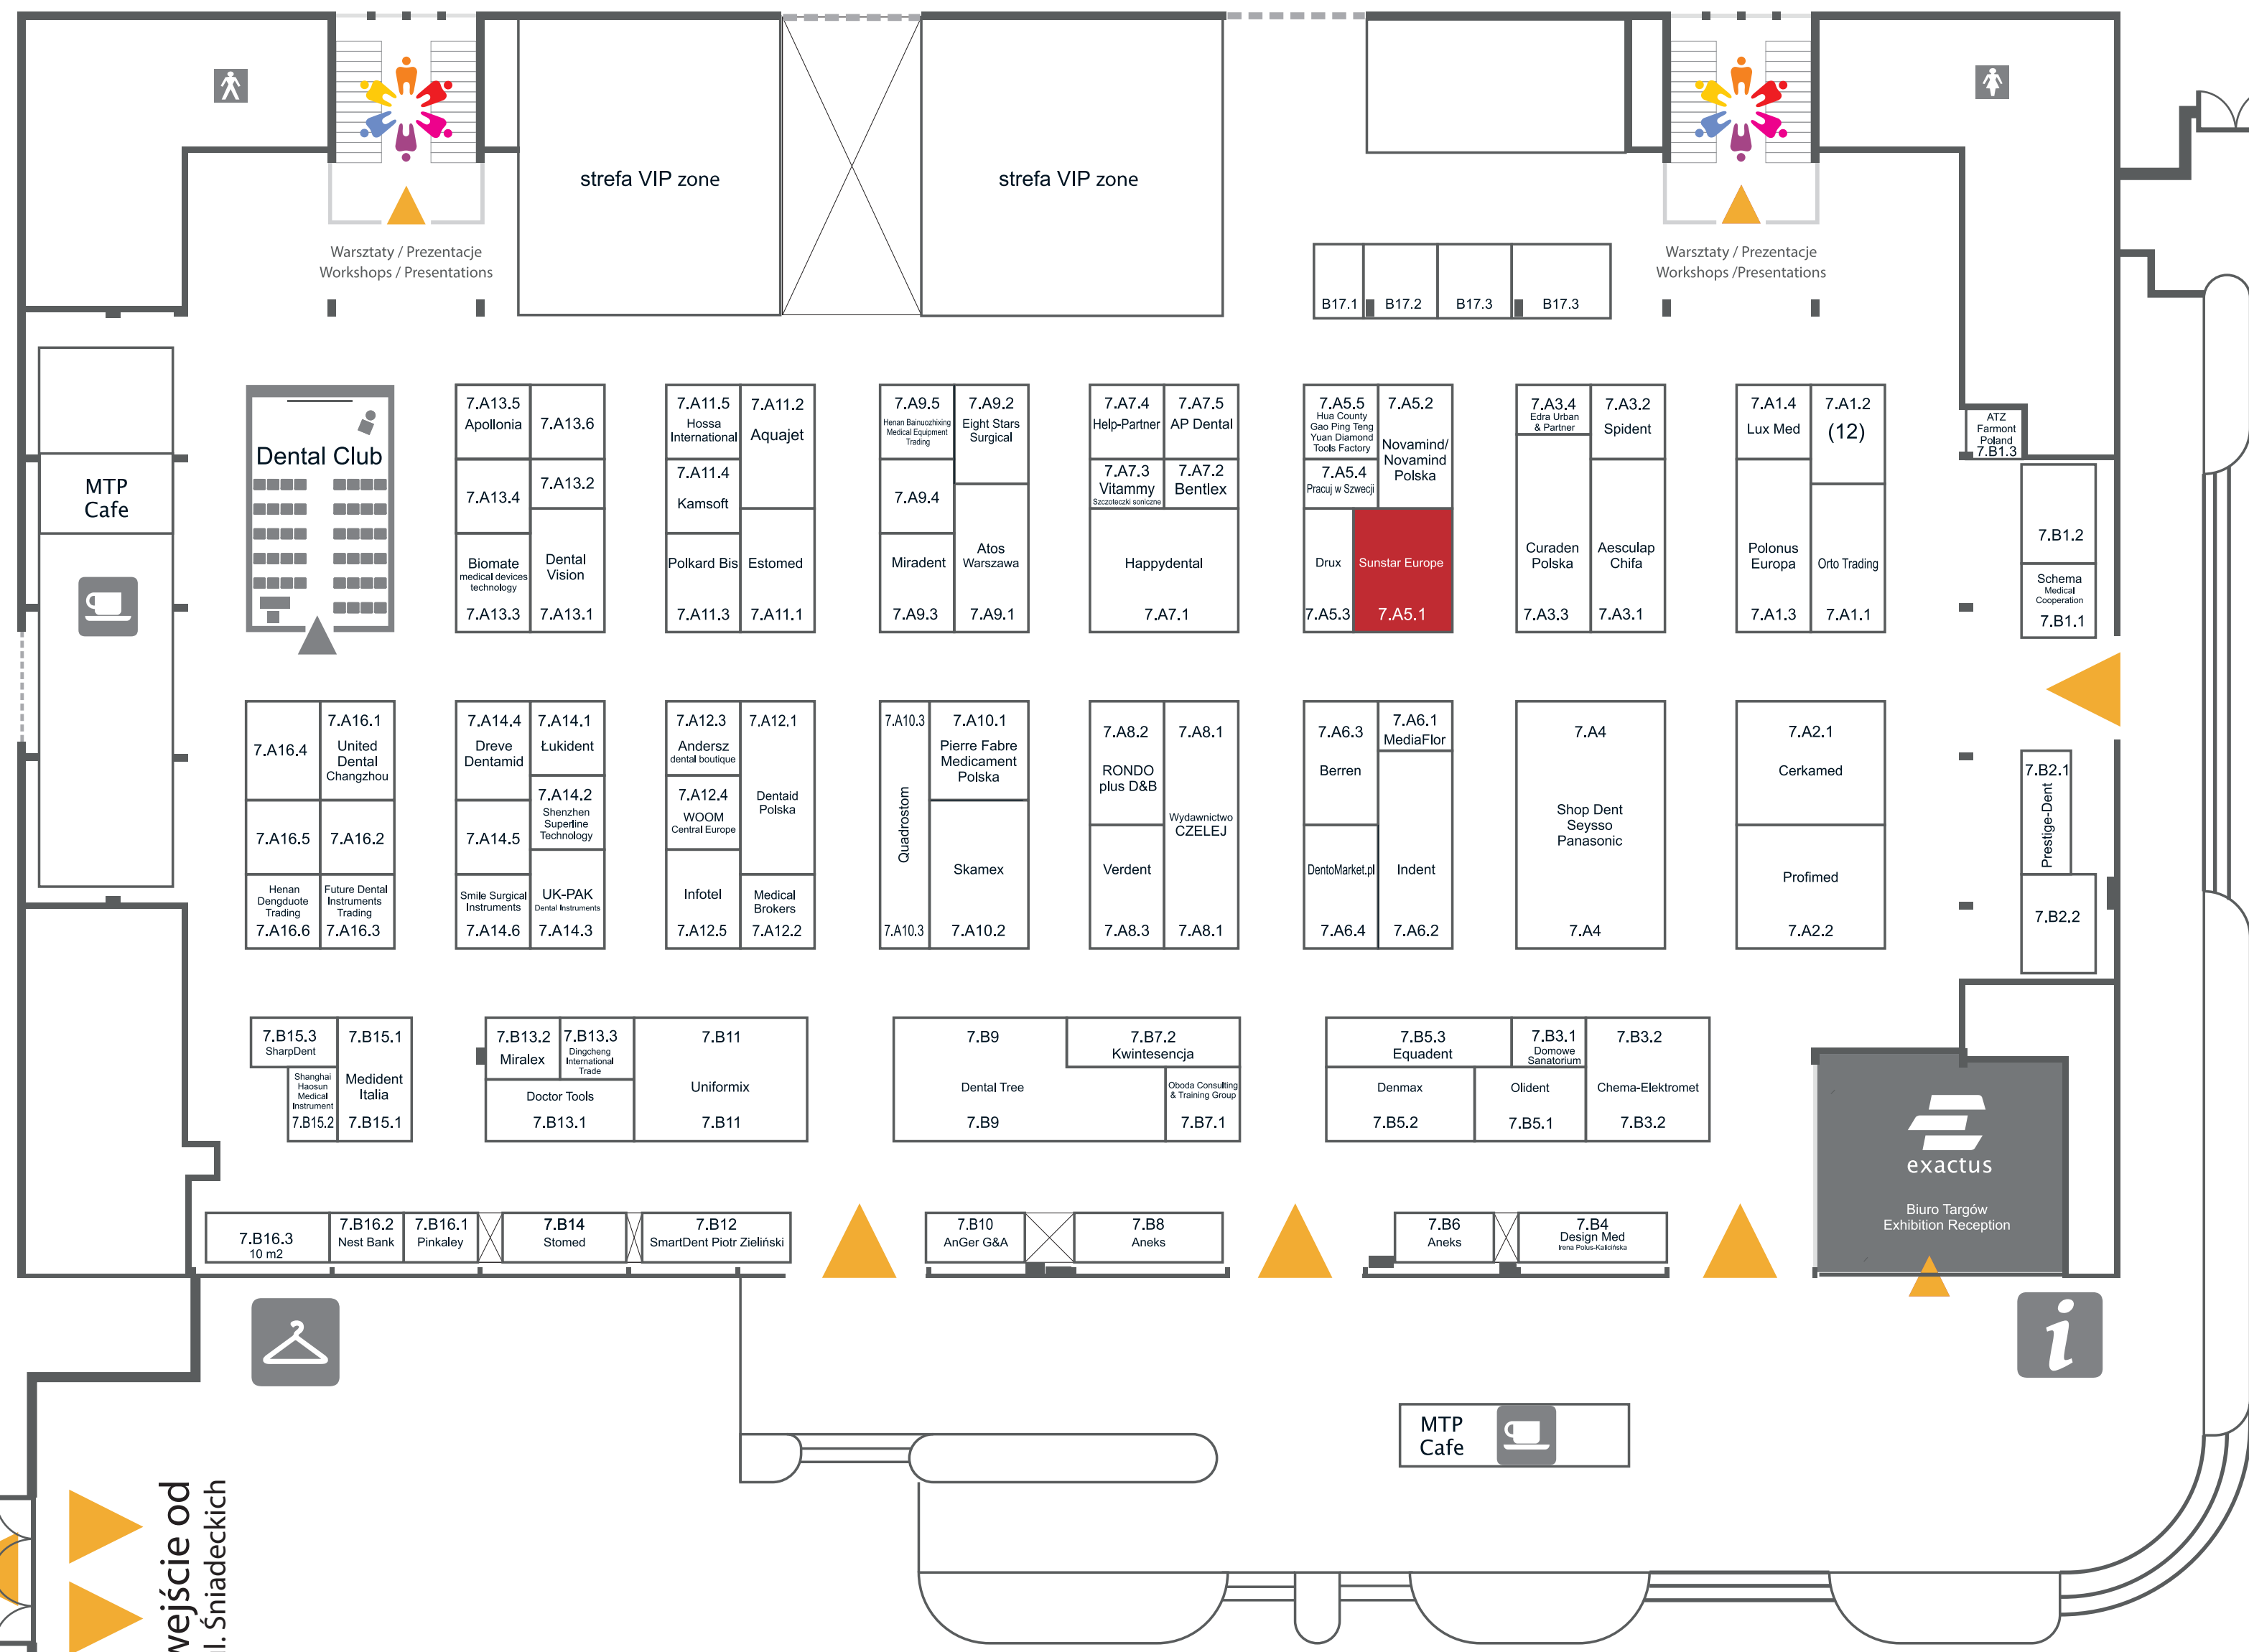 strefa VIP zone
strefa VIP zone
Warsztaty / Prezentacje
Workshops / Presentations
Warsztaty / Prezentacje
Workshops /Presentations
B17.1
B17.2
B17.3
B17.3
MTP
Cafe
Dental Club
7.A13.5
Apollonia
7.A13.6
7.A13.4
7.A13.2
Biomate
medical devices
technology
7.A13.3
Dental
Vision
7.A13.1
7.A11.5
Hossa
International
7.A11.2
Aquajet
7.A11.4
Kamsoft
Polkard Bis
7.A11.3
Estomed
7.A11.1
7.A9.5
Henan Bainuozhixing
Medical Equipment
Trading
7.A9.2
Eight Stars
Surgical
7.A9.4
Miradent
7.A9.3
Atos
Warszawa
7.A9.1
7.A7.4
Help-Partner
7.A7.5
AP Dental
7.A7.3
Vitammy
Szczoteczki soniczne
7.A7.2
Bentlex
Happydental
7.A7.1
7.A5.5
Hua County
Gao Ping Teng
Yuan Diamond
Tools Factory
7.A5.2
Novamind/
Novamind
Polska
7.A5.4
Pracuj w Szwecji
Drux
7.A5.3
Sunstar Europe
7.A5.1
7.A3.4
Edra Urban
& Partner
7.A3.2
Spident
Curaden
Polska
7.A3.3
Aesculap
Chifa
7.A3.1
7.A1.4
Lux Med
7.A1.2
(12)
Polonus
Europa
7.A1.3
Orto Trading
7.A1.1
ATZ
Farmont
Poland
7.B1.3
7.B1.2
Schema
Medical
Cooperation
7.B1.1
7.A16.4
7.A16.1
United
Dental
Changzhou
7.A16.5
7.A16.2
Henan
Dengduote
Trading
7.A16.6
Future Dental
Instruments
Trading
7.A16.3
7.A14.4
Dreve
Dentamid
7.A14.1
Łukident
7.A14.2
Shenzhen
Superline
Technology
7.A14.5
Smile Surgical
Instruments
7.A14.6
UK-PAK
Dental Instruments
7.A14.3
7.A12.3
Andersz
dental boutique
7.A12.1
Dentaid
Polska
7.A12.4
WOOM
Central Europe
Infotel
7.A12.5
Medical
Brokers
7.A12.2
7.A10.3
Quadrostom
7.A10.3
7.A10.1
Pierre Fabre
Medicament
Polska
Skamex
7.A10.2
7.A8.2
RONDO
plus D&B
7.A8.1
Wydawnictwo
CZELEJ
7.A8.1
Verdent
7.A8.3
7.A6.3
Berren
7.A6.1
MediaFlor
DentoMarket.pl
7.A6.4
Indent
7.A6.2
7.A4
Shop Dent
Seysso
Panasonic
7.A4
7.A2.1
Cerkamed
Profimed
7.A2.2
7.B2.1
Prestige-Dent
7.B2.2
7.B15.3
SharpDent
7.B15.1
Medident
Italia
7.B15.1
Shanghai
Haosun
Medical
Instrument
7.B15.2
7.B13.2
Miralex
7.B13.3
Dingcheng
International
Trade
Doctor Tools
7.B13.1
7.B11
Uniformix
7.B11
7.B9
Dental Tree
7.B9
7.B7.2
Kwintesencja
Oboda Consulting
& Training Group
7.B7.1
7.B5.3
Equadent
7.B3.1
Domowe
Sanatorium
7.B3.2
Chema-Elektromet
7.B3.2
Denmax
7.B5.2
Olident
7.B5.1
exactus
Biuro Targów
Exhibition Reception
7.B16.3
10 m2
7.B16.2
Nest Bank
7.B16.1
Pinkaley
7.B14
Stomed
7.B12
SmartDent Piotr Zieliński
7.B10
AnGer G&A
7.B8
Aneks
7.B6
Aneks
7.B4
Design Med
Irena Polus-Kalicińska
i
MTP
Cafe
wejście od
l. Śniadeckich